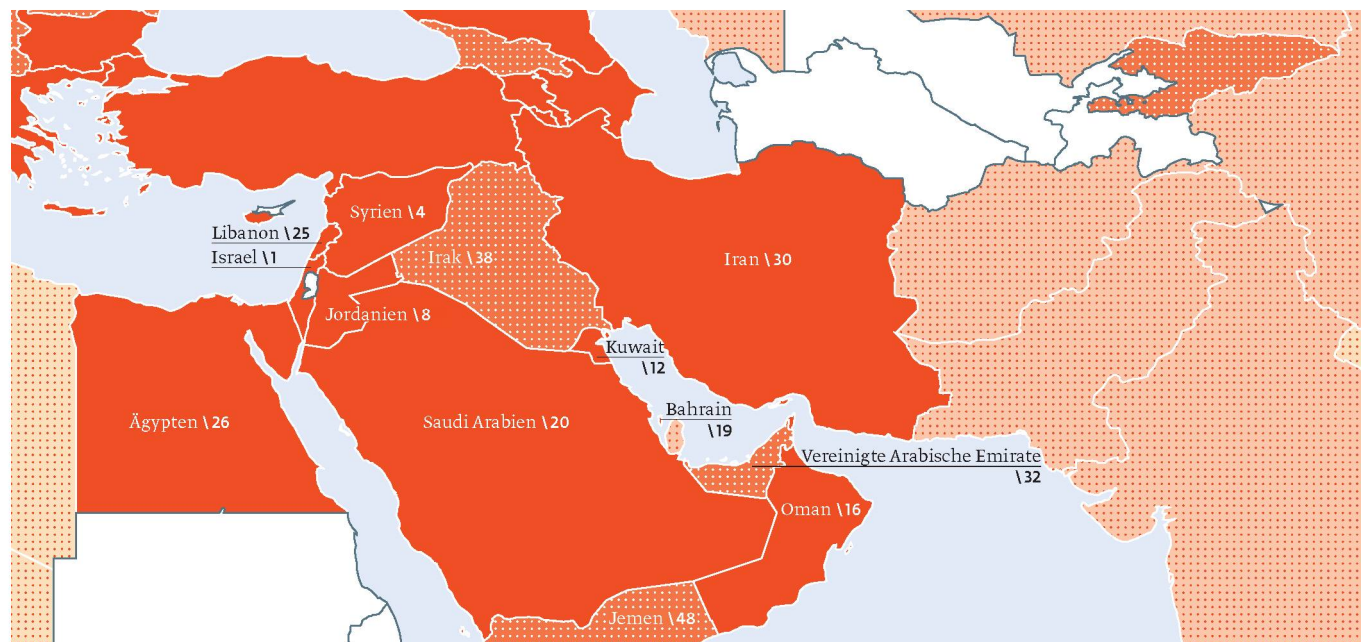 Syrien \4
Libanon \25
Israel \1
Irak \38
Iran \30
Jordanien \8
Kuwait
\12
Ägypten \26
Saudi Arabien \20
Bahrain
\19
Vereinigte Arabische Emirate
\32
Oman \16
Jemen \48